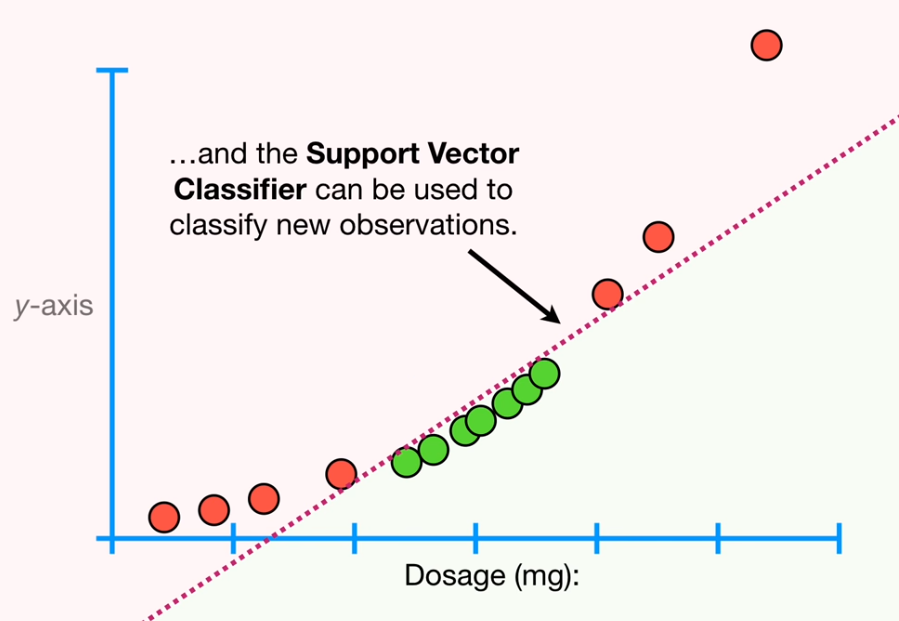 …and the Support Vector
Classifier can be used to
classify new observations.
y-axis
Dosage (mg):